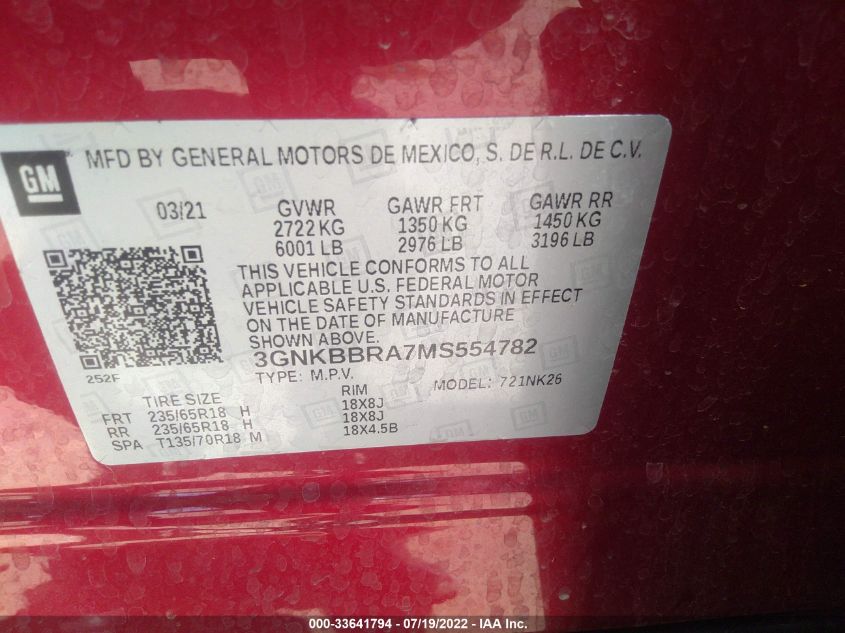 GM
MFD BY GENERAL MOTORS DE MEXICO, S. DE R.L. DE C.V.
03/21 GVWR GAWR FRT GAWR RR
2722 KG 1350 KG 1450 KG
6001 LB 2976 LB 3196 LB
THIS VEHICLE CONFORMS TO ALL
APPLICABLE U.S. FEDERAL MOTOR
VEHICLE SAFETY STANDARDS IN EFFECT
ON THE DATE OF MANUFACTURE
SHOWN ABOVE.
3GNKBBRA7MS554782
252F TYPE: M.P.V. MODEL: 721NK26
TIRE SIZE RIM
FRT 235/65R18 H 18X8J
RR 235/65R18 H 18X8J
SPA T135/70R18 M 18X4.5B
000-33641794 - 07/19/2022 - IAA Inc.